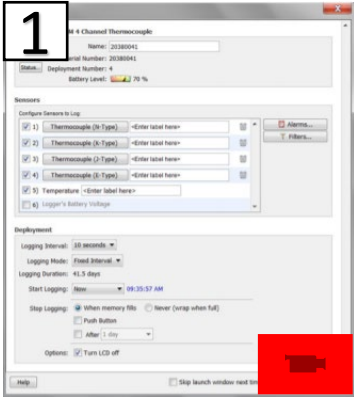 1
M 4 Channel Thermocouple
Name: 20380041
erial Number: 20380041
Status... Deployment Number: 4
Battery Level: 70 %
Sensors
Configure Sensors to Log:
1) Thermocouple (N-Type) <Enter label here>
Alarms...
2) Thermocouple (K-Type) <Enter label here>
Filters...
3) Thermocouple (J-Type) <Enter label here>
4) Thermocouple (E-Type) <Enter label here>
5) Temperature <Enter label here>
6) Logger's Battery Voltage
Deployment
Logging Interval: 10 seconds
Logging Mode: Fixed Interval
Logging Duration: 41.5 days
Start Logging: Now 09:35:57 AM
Stop Logging: When memory fills Never (wrap when full)
Push Button
After 1 day
Options: Turn LCD off
Help Skip launch window next tim